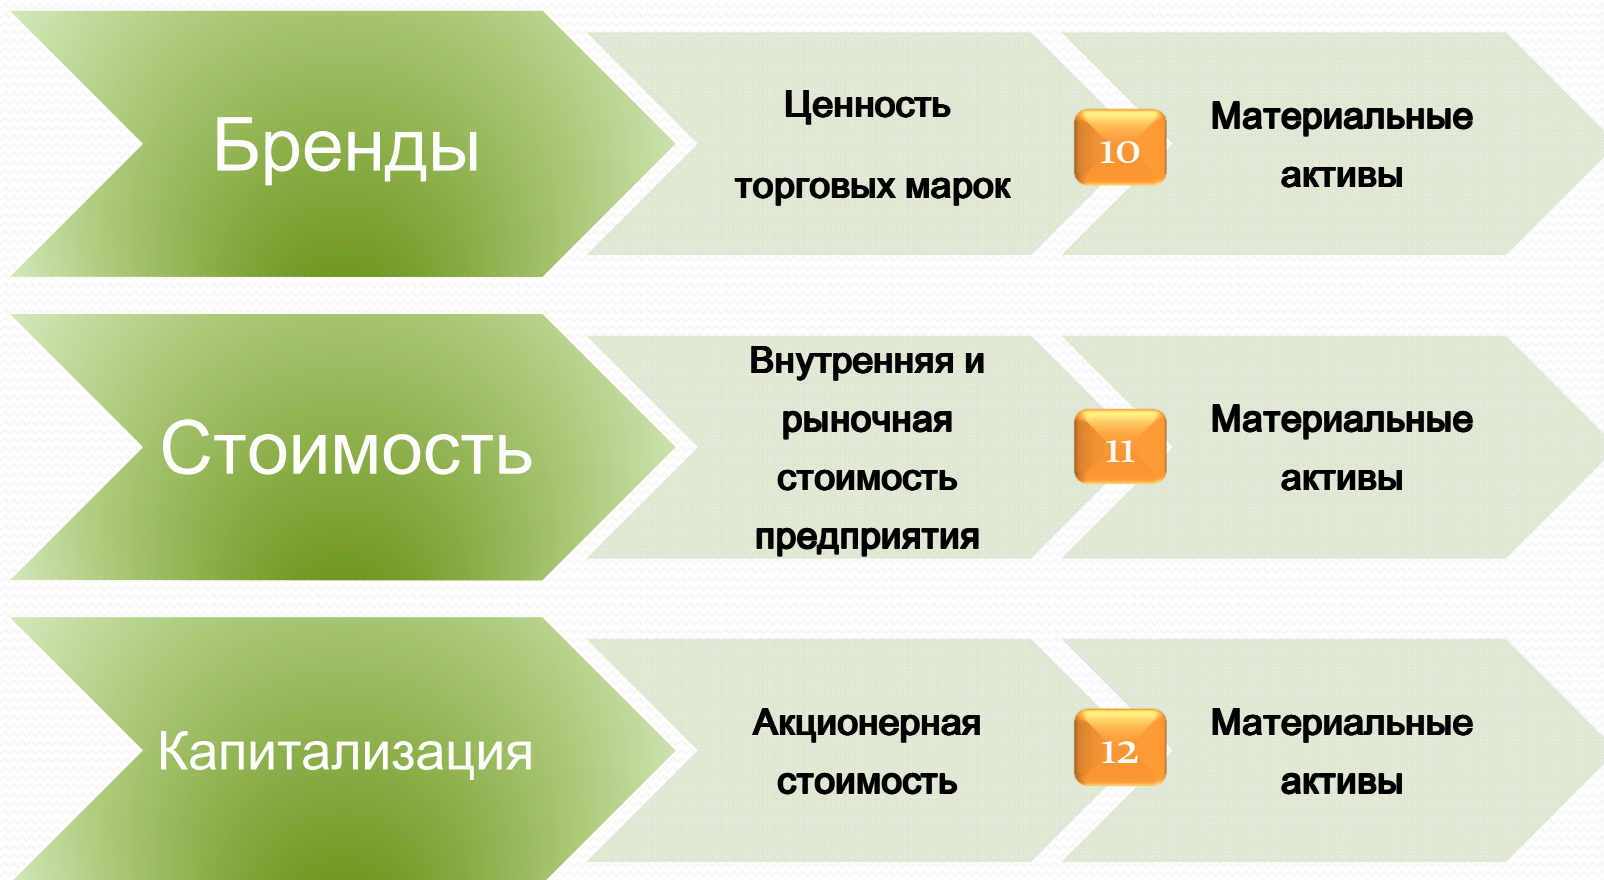 Бренды
Ценность
торговых марок
10
Материальные
активы
Стоимость
Внутренняя и
рыночная
стоимость
предприятия
11
Материальные
активы
Капитализация
Акционерная
стоимость
12
Материальные
активы